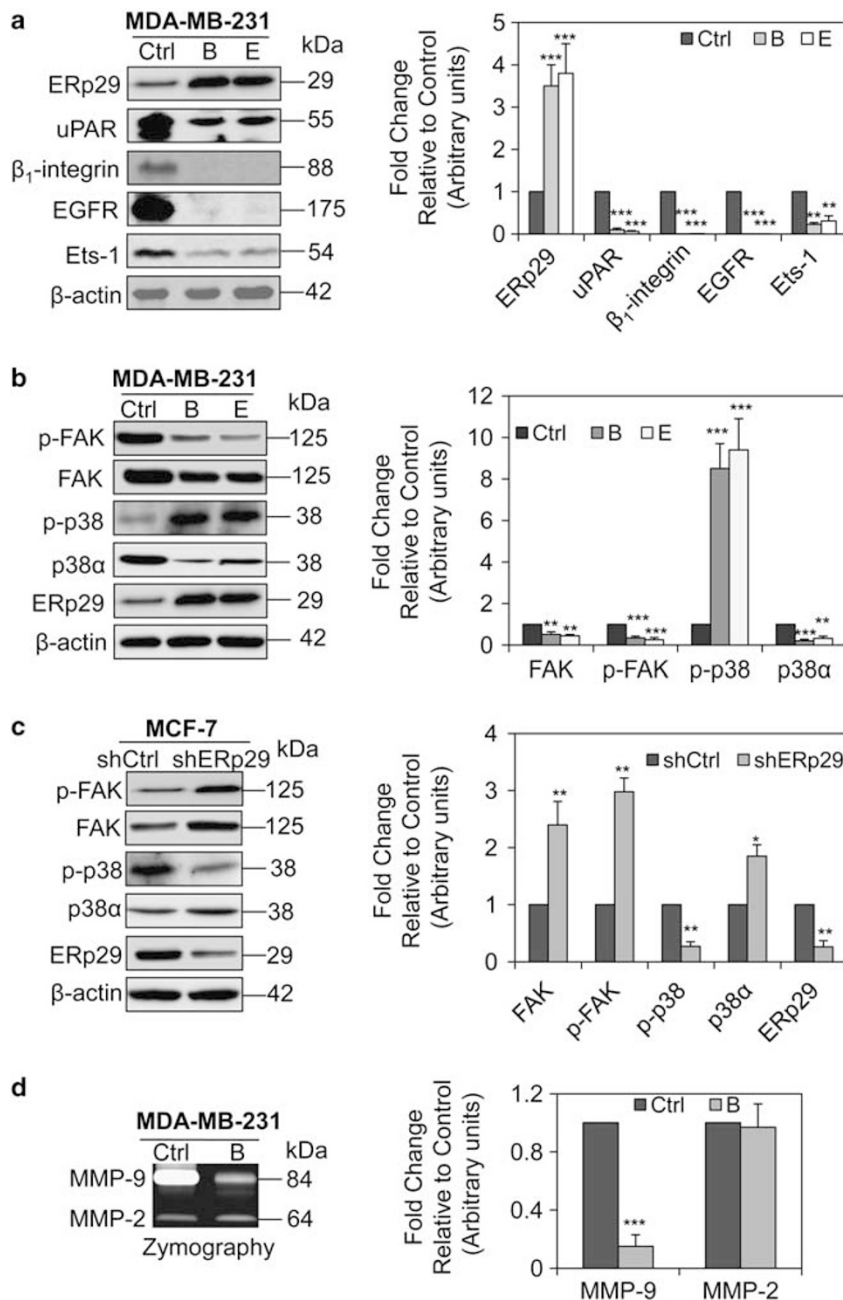 a
MDA-MB-231
Ctrl B E kDa
ERp29 29
uPAR 55
β1-integrin 88
EGFR 175
Ets-1 54
β-actin 42
Fold Change
Relative to Control
(Arbitrary units)
5
4
3
2
1
0
Ctrl B E
*** ***
*** ***
*** ***
*** ***
** **
ERp29 uPAR β1-integrin EGFR Ets-1
b
MDA-MB-231
Ctrl B E kDa
p-FAK 125
FAK 125
p-p38 38
p38α 38
ERp29 29
β-actin 42
Fold Change
Relative to Control
(Arbitrary units)
12
10
8
6
4
2
0
Ctrl B E
** **
*** ***
*** ***
*** **
FAK p-FAK p-p38 p38α
c
MCF-7
shCtrl shERp29 kDa
p-FAK 125
FAK 125
p-p38 38
p38α 38
ERp29 29
β-actin 42
Fold Change
Relative to Control
(Arbitrary units)
4
3
2
1
0
shCtrl shERp29
** ** ** * **
FAK p-FAK p-p38 p38α ERp29
d
MDA-MB-231
Ctrl B kDa
MMP-9 84
MMP-2 64
Zymography
Fold Change
Relative to Control
(Arbitrary units)
1.2
0.8
0.4
0
Ctrl B
***
MMP-9 MMP-2